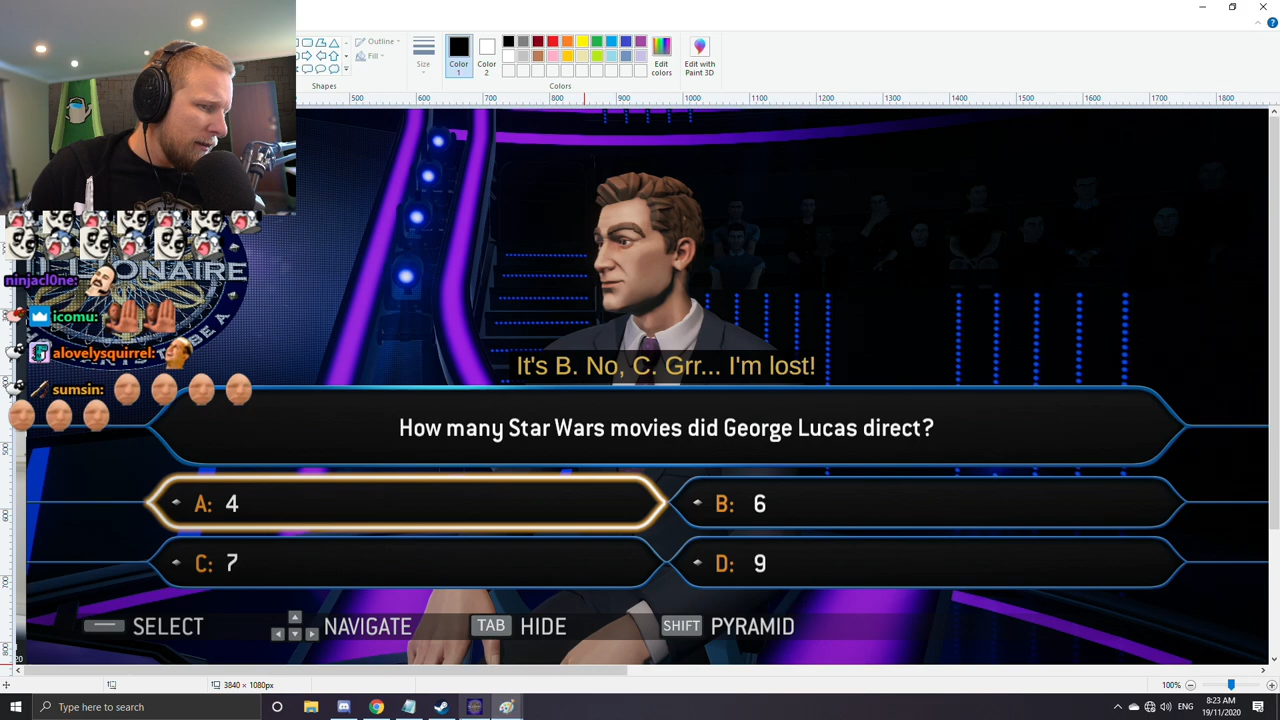 Outline
Fill
Shapes
Size
Color
1
Color
2
Edit
colors
Edit with
Paint 3D
Colors
500 600 700 800 900 1000 1100 1200 1300 1400 1500 1600 1700 1800
ninjacl0ne:
icomu:
alovelysquirrel:
sumsin:
It's B. No, C. Grr... I'm lost!
How many Star Wars movies did George Lucas direct?
A: 4
B: 6
C: 7
D: 9
SELECT
NAVIGATE
TAB HIDE
SHIFT PYRAMID
3840 × 1080px
100%
Type here to search
ENG
8:23 AM
19/11/2020